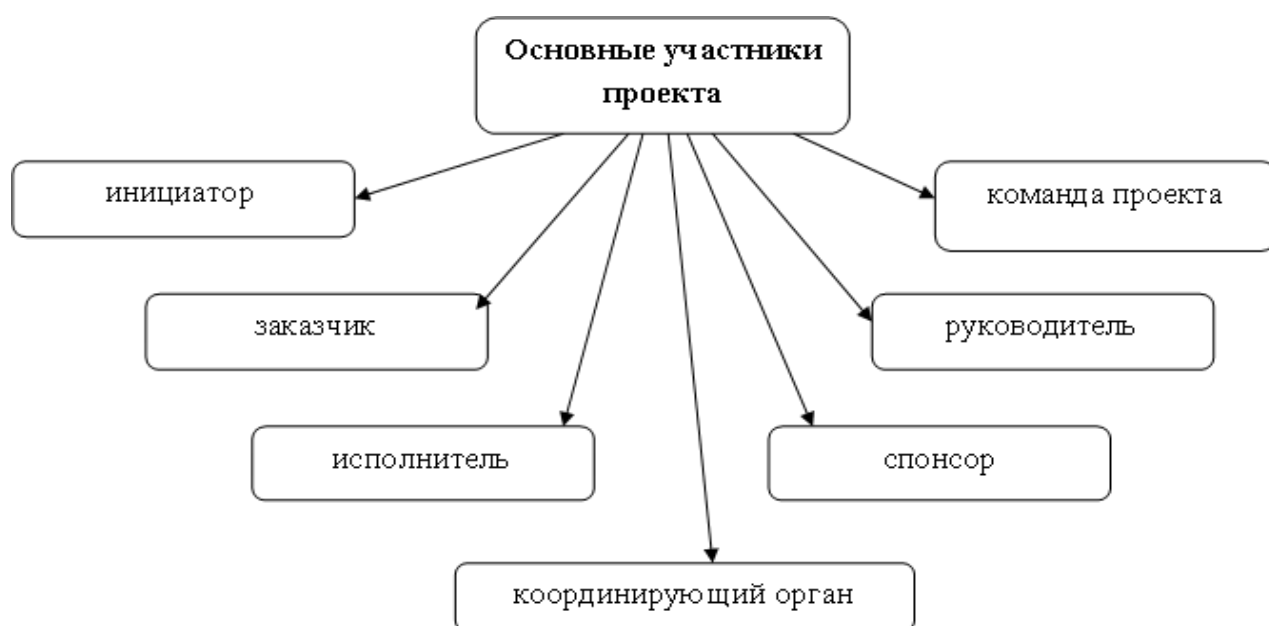 Основные участники
проекта
инициатор
команда проекта
заказчик
руководитель
исполнитель
спонсор
координирующий орган